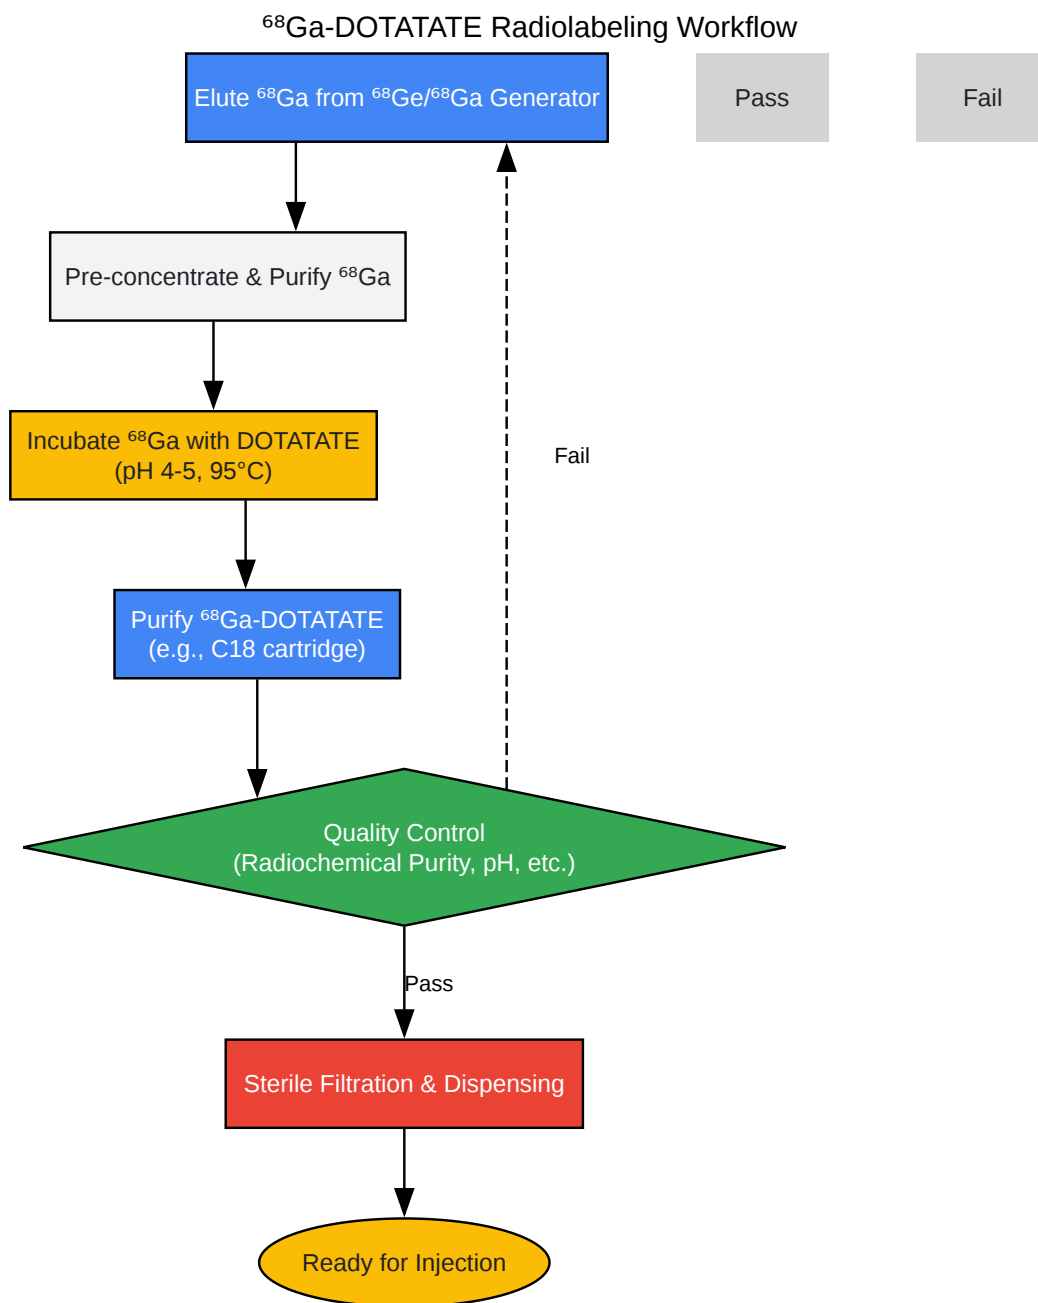 ⁶⁸Ga-DOTATATE Radiolabeling Workflow
Elute ⁶⁸Ga from ⁶⁸Ge/⁶⁸Ga Generator
Pass
Fail
Pre-concentrate & Purify ⁶⁸Ga
Incubate ⁶⁸Ga with DOTATATE
(pH 4-5, 95°C)
Fail
Purify ⁶⁸Ga-DOTATATE
(e.g., C18 cartridge)
Quality Control
(Radiochemical Purity, pH, etc.)
Pass
Sterile Filtration & Dispensing
Ready for Injection